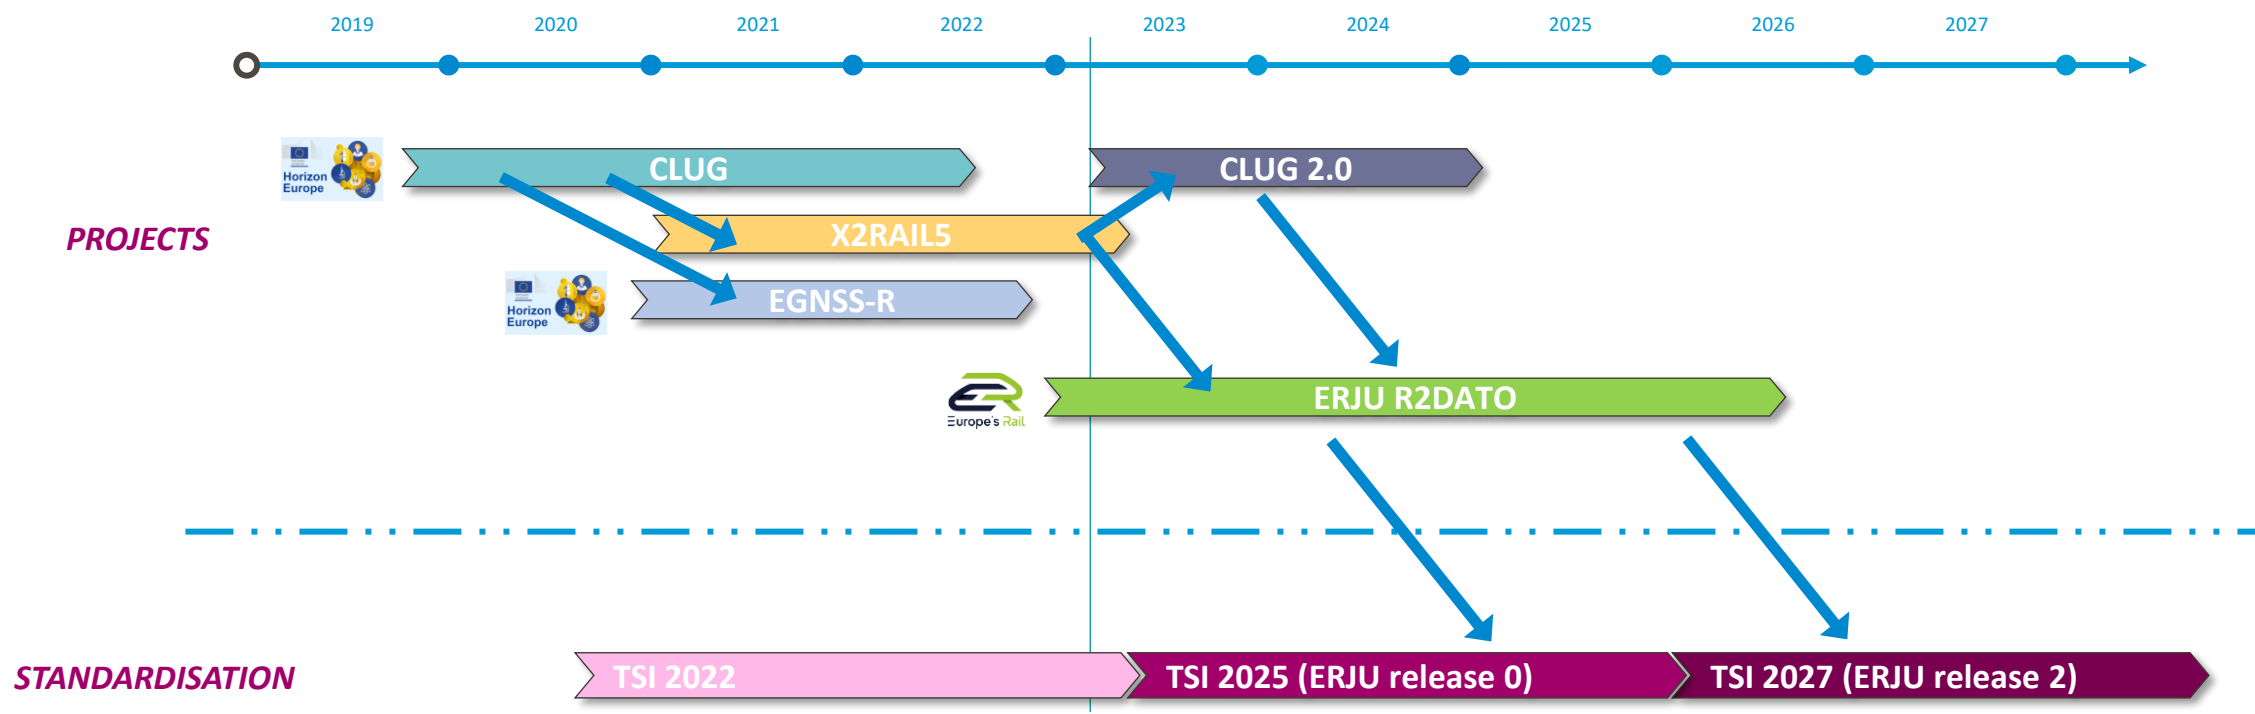 2019 2020 2021 2022 2023 2024 2025 2026 2027
Horizon
Europe
CLUG
CLUG 2.0
PROJECTS
X2RAIL5
Horizon
Europe
EGNSS-R
Europe's Rail
ERJU R2DATO
STANDARDISATION
TSI 2022
TSI 2025 (ERJU release 0)
TSI 2027 (ERJU release 2)